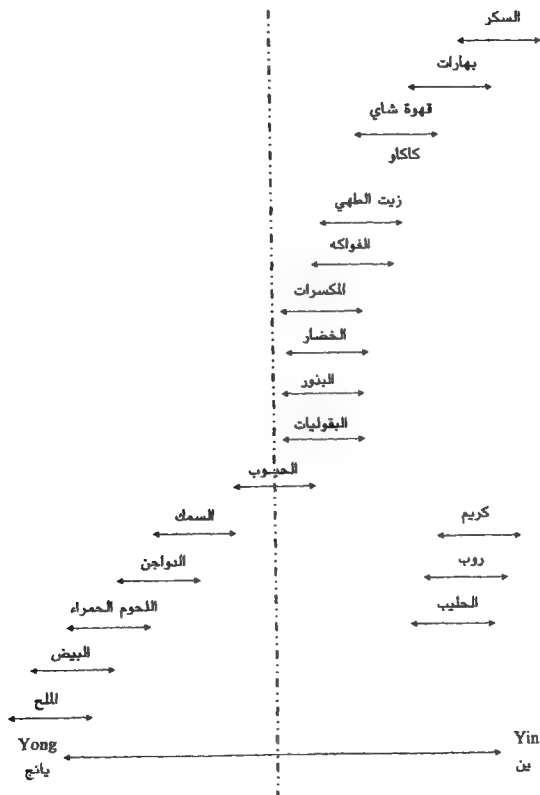 السكر
بهارات
قهوة شاي
كاكاو
زيت الطهي
الفواكه
المكسرات
الخضار
البذور
البقوليات
الحبوب
السمك
كريم
الدواجن
روب
اللحوم الحمراء
الحليب
البيض
الملح
Yong
Yin
يانج
ين